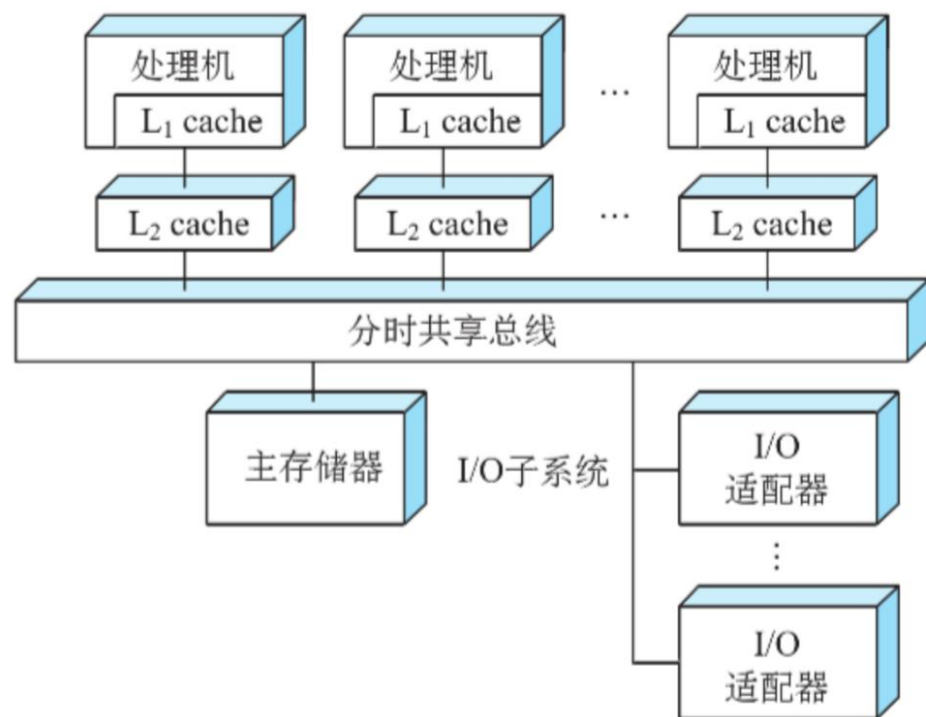 处理机
处理机
…
处理机
L₁ cache
L₁ cache
L₁ cache
L₂ cache
L₂ cache
…
L₂ cache
分时共享总线
主存储器
I/O子系统
I/O
适配器
⋮
I/O
适配器